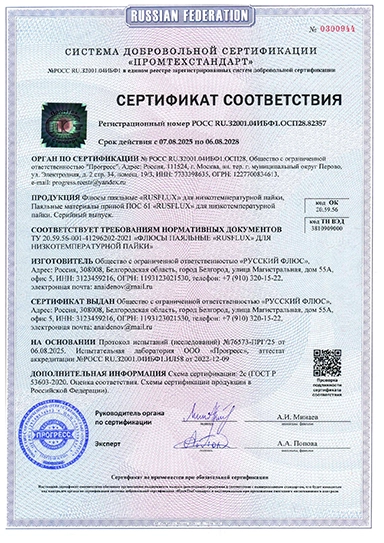 RUSSIAN FEDERATION
№ 0300944
СИСТЕМА ДОБРОВОЛЬНОЙ СЕРТИФИКАЦИИ
«ПРОМТЕХСТАНДАРТ»
№РОСС RU.32001.04ИБФ1 в едином реестре зарегистрированных систем добровольной сертификации
СЕРТИФИКАТ СООТВЕТСТВИЯ
Регистрационный номер РОСС RU.32001.04ИБФ1.ОСП28.82357
Срок действия с 07.08.2025 по 06.08.2028
ОРГАН ПО СЕРТИФИКАЦИИ № РОСС RU.32001.04ИБФ1.ОСП28, Общество с ограниченной
ответственностью "Прогресс", Адрес: Россия, 111524, г. Москва, вн. тер. г. муниципальный округ Перово,
ул. Электродная, д. 2 стр. 34, помещ. 19/3, ИНН: 7733398635, ОГРН: 1227700834613,
e-mail: progress.rosstv@yandex.ru
ПРОДУКЦИЯ Флюсы паяльные «RUSFLUX» для низкотемпературной пайки,
Паяльные материалы припой ПОС 61 «RUSFLUX» для низкотемпературной
пайки. Серийный выпуск.
код ОК
20.59.56
код ТН ВЭД
3810909000
СООТВЕТСТВУЕТ ТРЕБОВАНИЯМ НОРМАТИВНЫХ ДОКУМЕНТОВ
ТУ 20.59.56-001-41296202-2021 «ФЛЮСЫ ПАЯЛЬНЫЕ «RUSFLUX» ДЛЯ
НИЗКОТЕМПЕРАТУРНОЙ ПАЙКИ»
ИЗГОТОВИТЕЛЬ Общество с ограниченной ответственностью «РУССКИЙ ФЛЮС»,
Адрес: Россия, 308008, Белгородская область, город Белгород, улица Магистральная, дом 55А,
офис 5, ИНН: 3123459216, ОГРН: 1193123021530, телефон: +7 (910) 320-15-22,
электронная почта: anaidenov@mail.ru
СЕРТИФИКАТ ВЫДАН Общество с ограниченной ответственностью «РУССКИЙ ФЛЮС»,
Адрес: Россия, 308008, Белгородская область, город Белгород, улица Магистральная, дом 55А,
офис 5, ИНН: 3123459216, ОГРН: 1193123021530, телефон: +7 (910) 320-15-22,
электронная почта: anaidenov@mail.ru
НА ОСНОВАНИИ Протокол испытаний (исследований) №76573-ПРГ/25 от
06.08.2025. Испытательная лаборатория ООО "Прогресс", аттестат
аккредитации №РОСС RU.32001.04ИБФ1.ИЛ58 от 2022-12-09
ДОПОЛНИТЕЛЬНАЯ ИНФОРМАЦИЯ Схема сертификации: 2с (ГОСТ Р
53603-2020. Оценка соответствия. Схемы сертификации продукции в
Российской Федерации).
Проверка
подлинности
сертификата
соответствия
Руководитель органа
по сертификации
А.И. Минаев
Эксперт
А.А. Попова
ПРОГРЕСС
Сертификат не применяется при обязательной сертификации